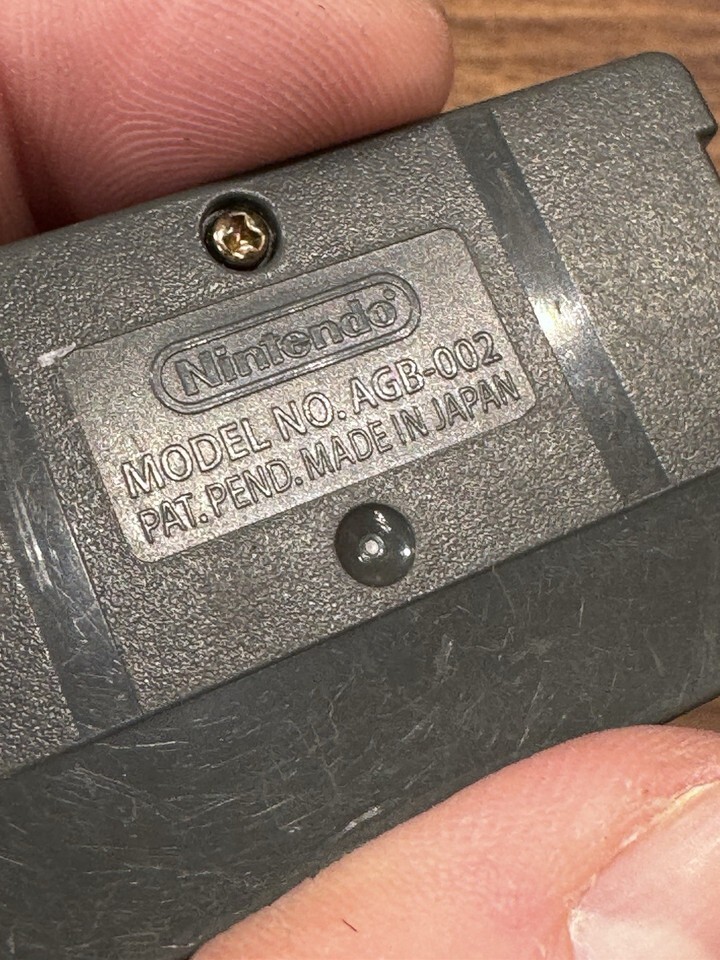 Nintendo®
MODEL NO. AGB-002
PAT. PEND. MADE IN JAPAN